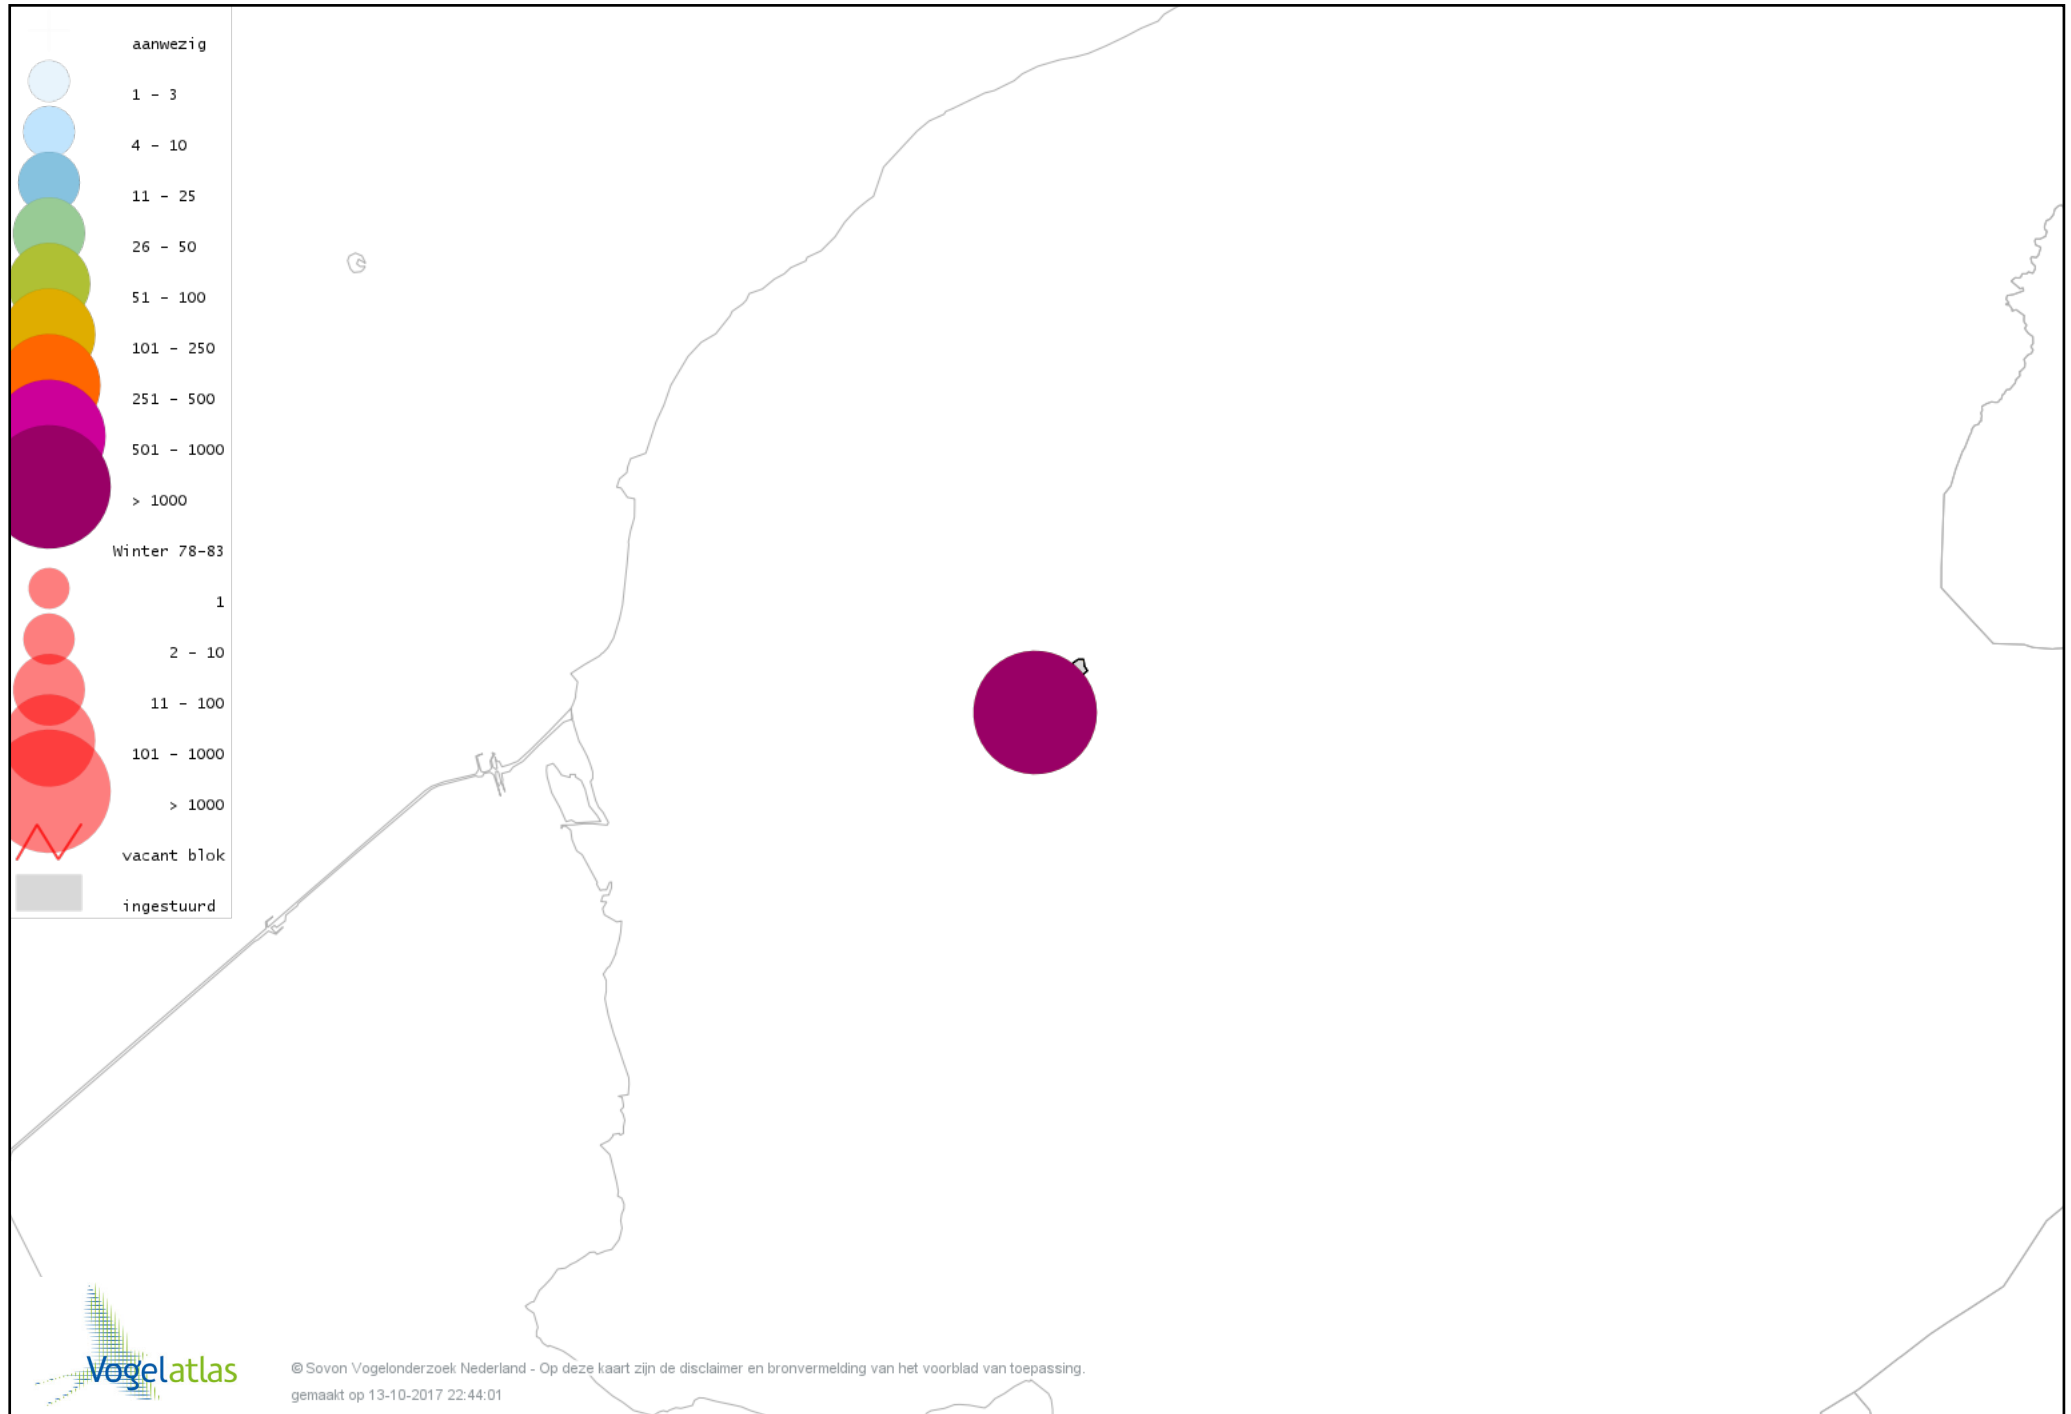 aanwezig
1 - 3
4 - 10
11 - 25
26 - 50
51 - 100
101 - 250
251 - 500
501 - 1000
> 1000
Winter 78-83
1
2 - 10
11 - 100
101 - 1000
> 1000
vacant blok
ingestuurd
Vogelatlas
© Sovon Vogelonderzoek Nederland - Op deze kaart zijn de disclaimer en bronvermelding van het voorblad van toepassing.
gemaakt op 13-10-2017 22:44:01